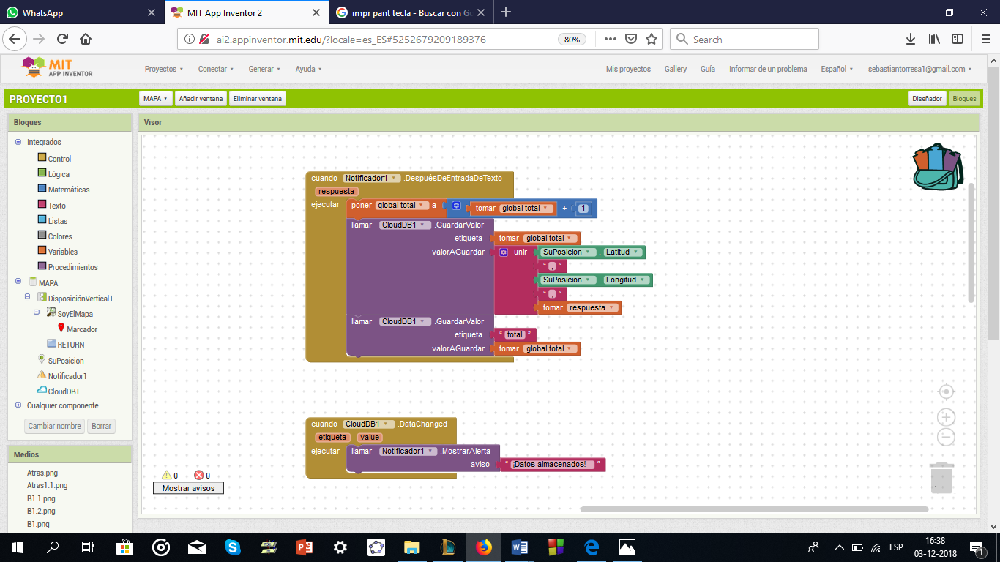 WhatsApp
MIT App Inventor 2
impr pant tecla - Buscar con Go
ai2.appinventor.mit.edu/?locale=es_ES#5252679209189376
80%
Search
MIT
APP INVENTOR
Proyectos
Conectar
Generar
Ayuda
Mis proyectos
Gallery
Guía
Informar de un problema
Español
sebastiantorresa1@gmail.com
PROYECTO1
MAPA
Añadir ventana
Eliminar ventana
Diseñador
Bloques
Bloques
Integrados
Control
Lógica
Matemáticas
Texto
Listas
Colores
Variables
Procedimientos
MAPA
DisposiciónVertical1
SoyElMapa
Marcador
RETURN
SuPosicion
Notificador1
CloudDB1
Cualquier componente
Cambiar nombre
Borrar
Medios
Atras.png
Atras1.1.png
B1.1.png
B1.2.png
B1.png
Visor
cuando Notificador1 .DespuésDeEntradaDeTexto
respuesta
ejecutar poner global total a tomar global total + 1
llamar CloudDB1 .GuardarValor
etiqueta tomar global total
valorAGuardar unir SuPosicion . Latitud
“ , ”
SuPosicion . Longitud
“ , ”
tomar respuesta
llamar CloudDB1 .GuardarValor
etiqueta “ total ”
valorAGuardar tomar global total
cuando CloudDB1 .DataChanged
etiqueta value
ejecutar llamar Notificador1 .MostrarAlerta
aviso “ ¡Datos almacenados! ”
0 0
Mostrar avisos
ESP
16:38
03-12-2018
1